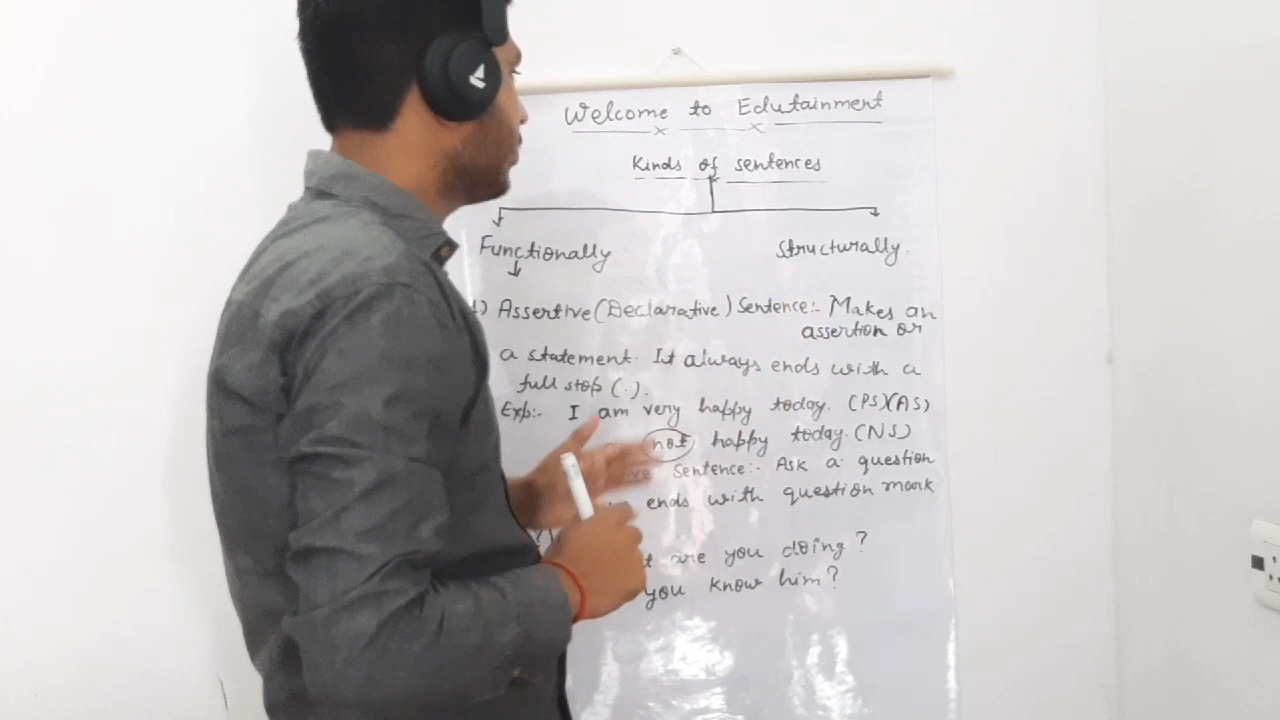 Welcome to Edutainment
Kinds of sentences
Functionally
Structurally.
1) Assertive (Declarative) Sentence:- Makes an
assertion or
a statement. It always ends with a
full stop (.).
Exp:- I am very happy today. (PS)(AS)
not happy today. (NS)
ve Sentence:- Ask a question
ends with question mark
t are you doing?
you know him?